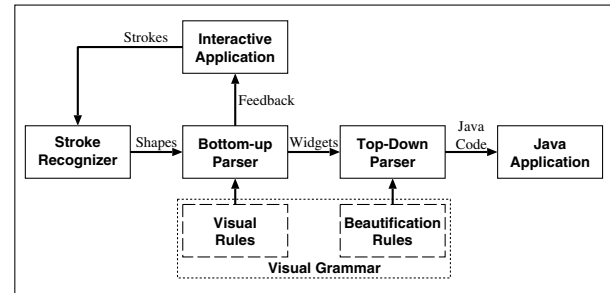 Strokes
Interactive
Application
Feedback
Stroke
Recognizer
Shapes
Bottom-up
Parser
Widgets
Top-Down
Parser
Java
Code
Java
Application
Visual
Rules
Beautification
Rules
Visual Grammar